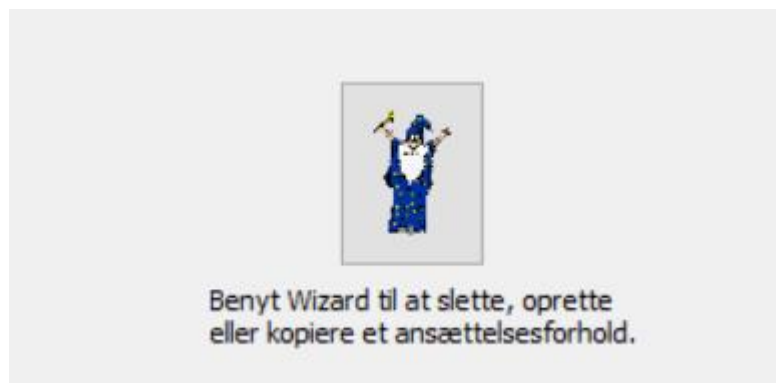 Benyt Wizard til at slette, oprette
eller kopiere et ansættelsesforhold.